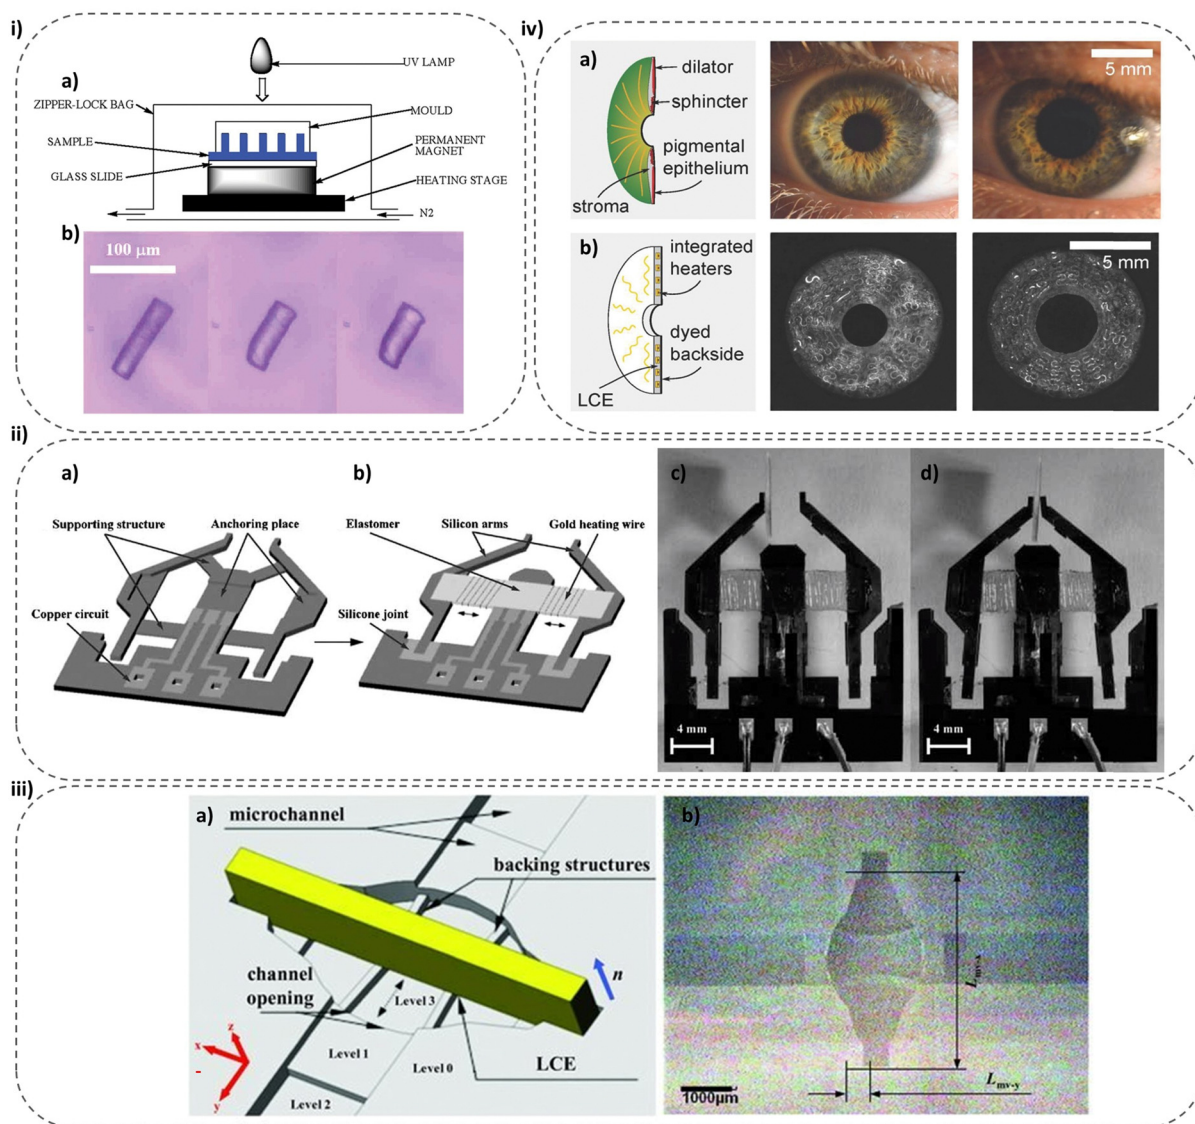 i)
a)
UV LAMP
ZIPPER-LOCK BAG
MOULD
SAMPLE
PERMANENT
MAGNET
GLASS SLIDE
HEATING STAGE
N2
b)
100 μm
iv)
a)
dilator
sphincter
pigmental
epithelium
stroma
5 mm
b)
integrated
heaters
dyed
backside
LCE
5 mm
ii)
a)
Supporting structure
Anchoring place
Copper circuit
b)
Elastomer
Silicon arms
Gold heating wire
Silicone joint
c)
4 mm
d)
4 mm
iii)
a)
microchannel
backing structures
channel
opening
n
Level 3
Level 1
Level 0
LCE
Level 2
z
x
y
b)
L mv-x
L mv-y
1000μm